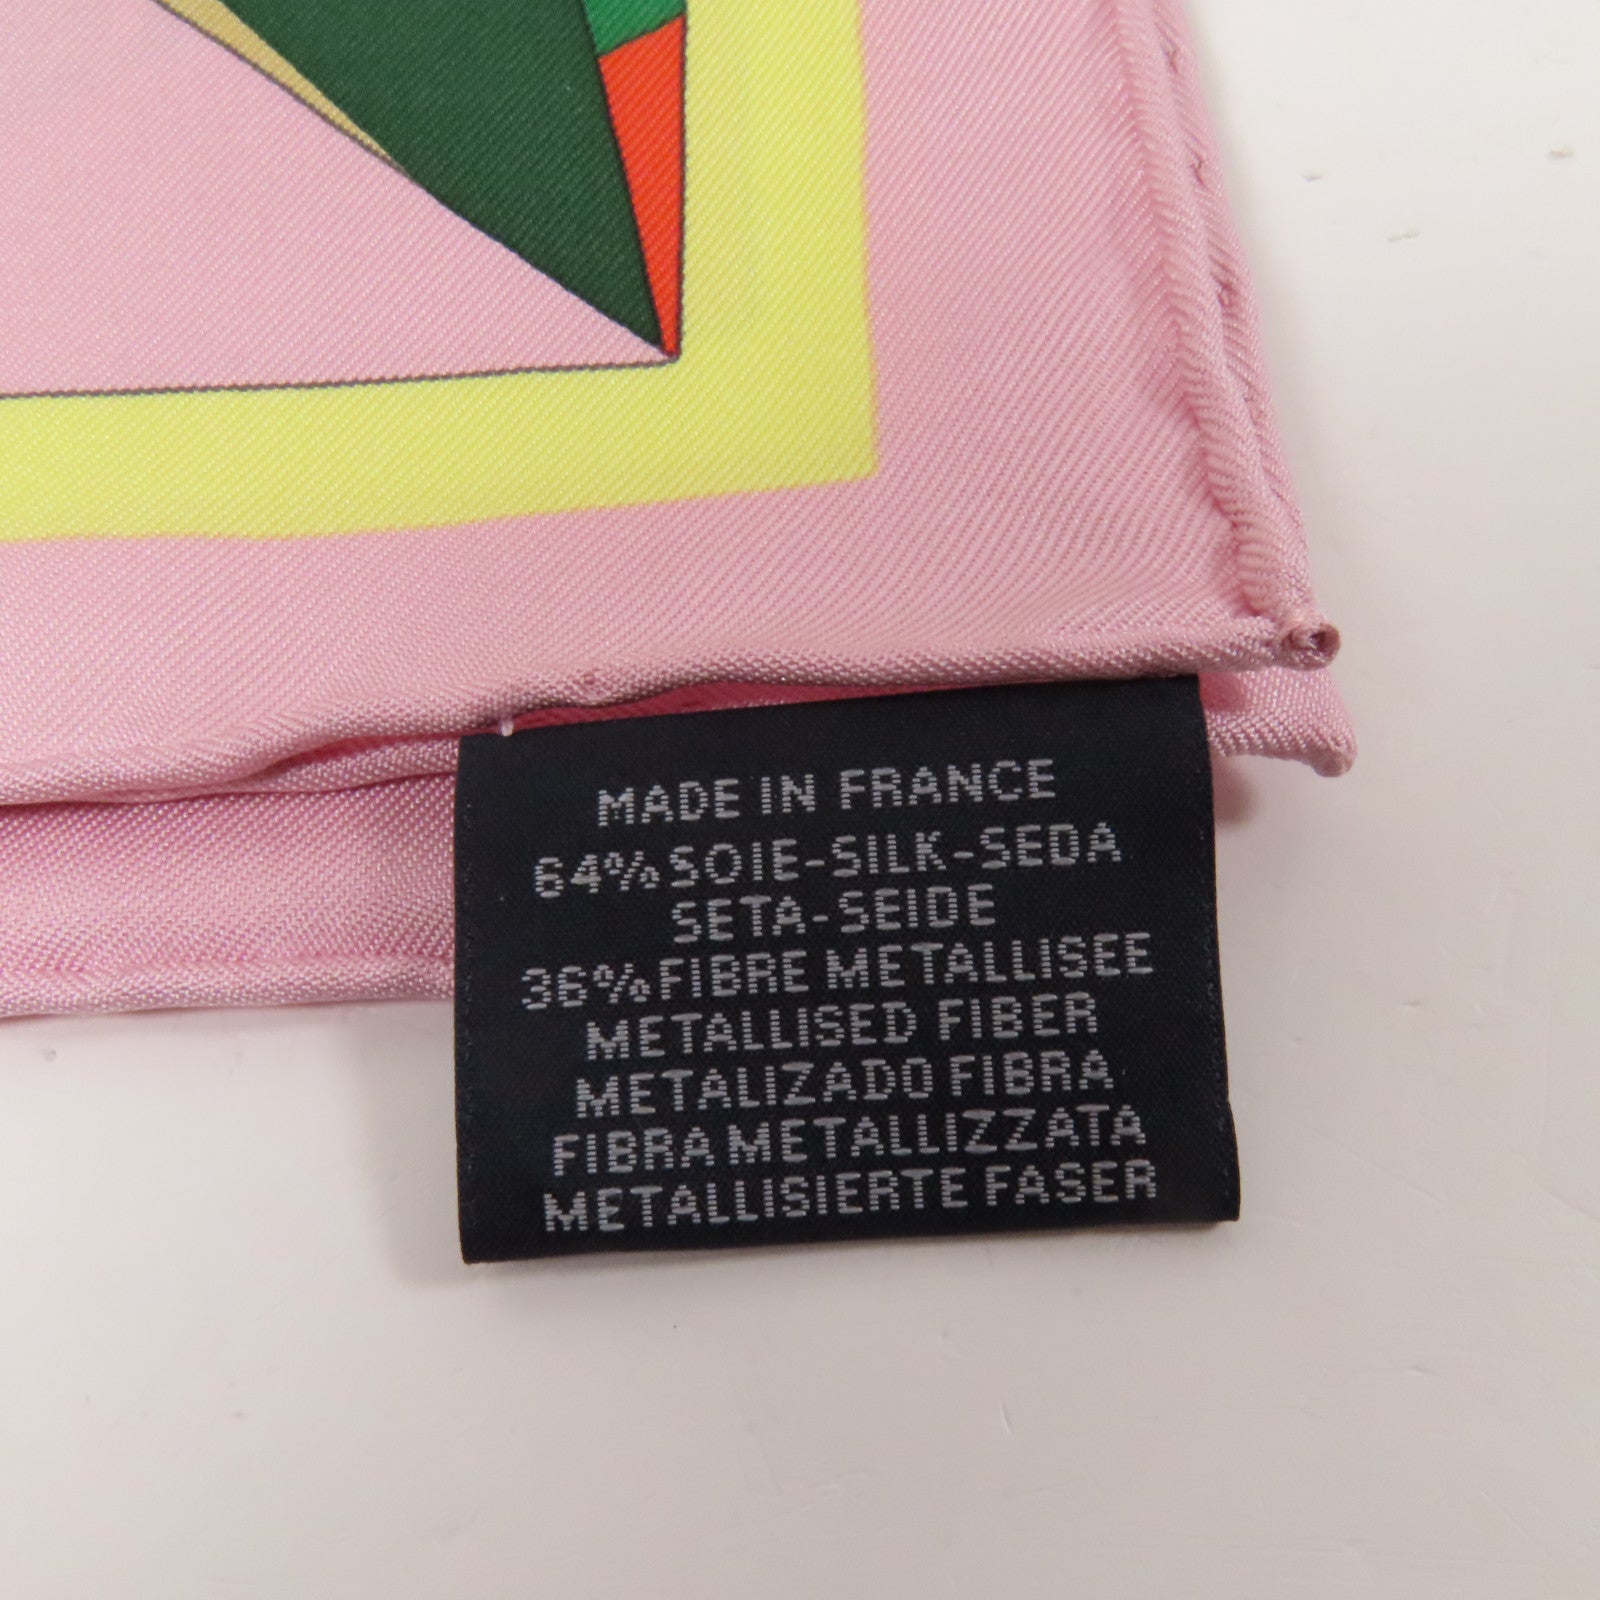 MADE IN FRANCE
64% SOIE-SILK-SEDA
SETA-SEIDE
36% FIBRE METALLISEE
METALLISED FIBER
METALIZADO FIBRA
FIBRA METALLIZZATA
METALLISIERTE FASER